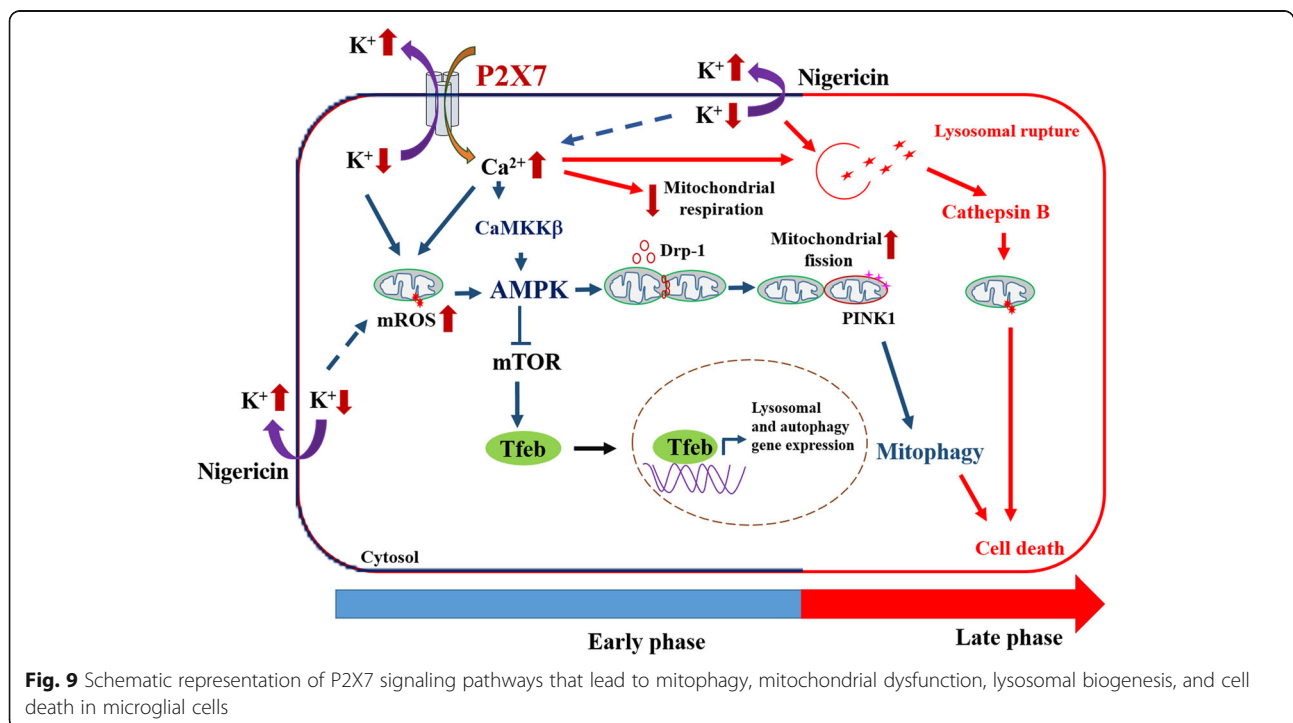 K+
P2X7
K+
Nigericin
K+
K+
Ca2+
Lysosomal rupture
Mitochondrial
respiration
Cathepsin B
CaMKKβ
Drp-1
Mitochondrial
fission
AMPK
mROS
PINK1
mTOR
K+ K+
Nigericin
Tfeb
Tfeb
Lysosomal
and autophagy
gene expression
Mitophagy
Cell death
Cytosol
Early phase
Late phase
Fig. 9 Schematic representation of P2X7 signaling pathways that lead to mitophagy, mitochondrial dysfunction, lysosomal biogenesis, and cell
death in microglial cells